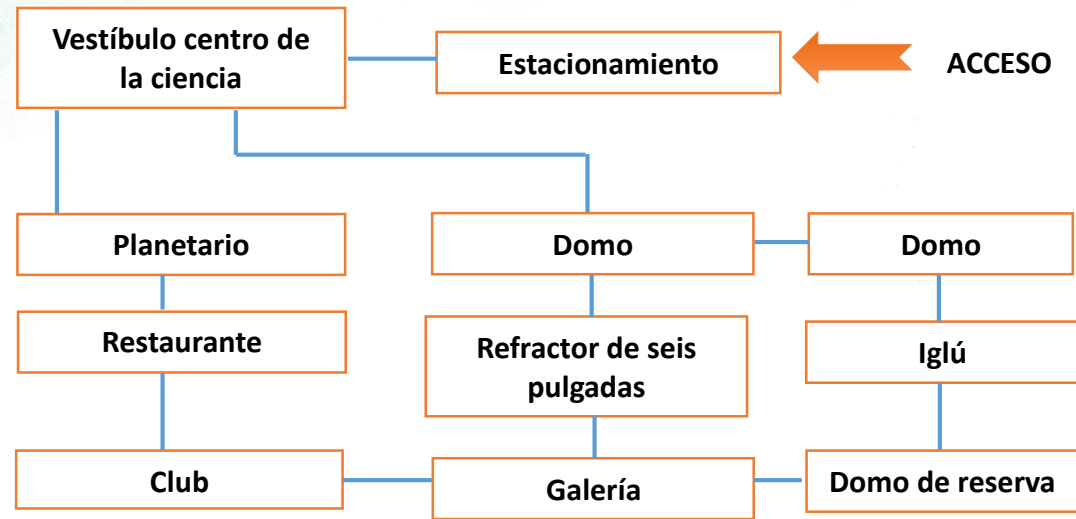 Vestíbulo centro de
la ciencia
Estacionamiento
ACCESO
Planetario
Domo
Domo
Restaurante
Refractor de seis
pulgadas
Iglú
Club
Galería
Domo de reserva